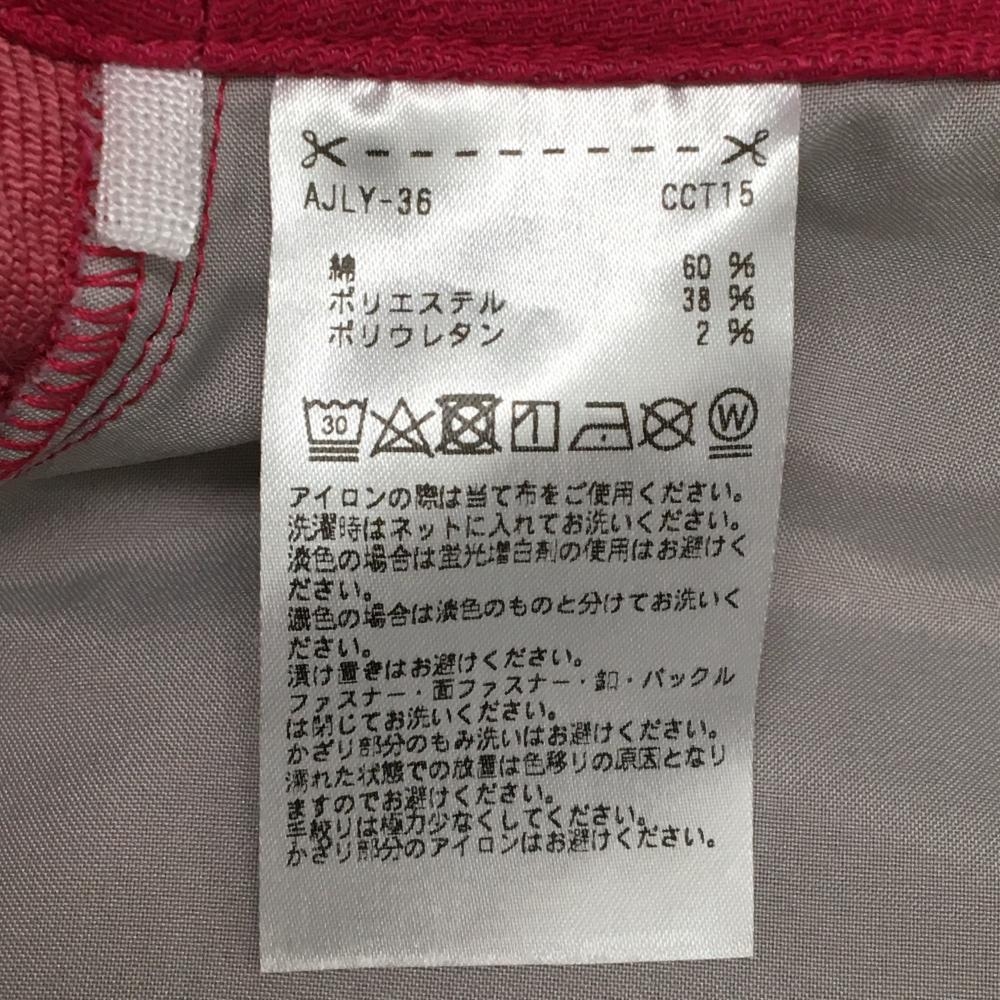 AJLY-36 CCT15
綿 60 %
ポリエステル 38 %
ポリウレタン 2 %
30 W
アイロンの際は当て布をご使用ください。
洗濯時はネットに入れてお洗いください。
淡色の場合は蛍光増白剤の使用はお避けく
ださい。
濃色の場合は淡色のものと分けてお洗いく
ださい。
漬け置きはお避けください。
ファスナー・面ファスナー・釦・バックル
は閉じてお洗いください。
かざり部分のもみ洗いはお避けください。
濡れた状態での放置は色移りの原因となり
ますのでお避けください。
手絞りは極力少なくしてください。
かざり部分のアイロンはお避けください。